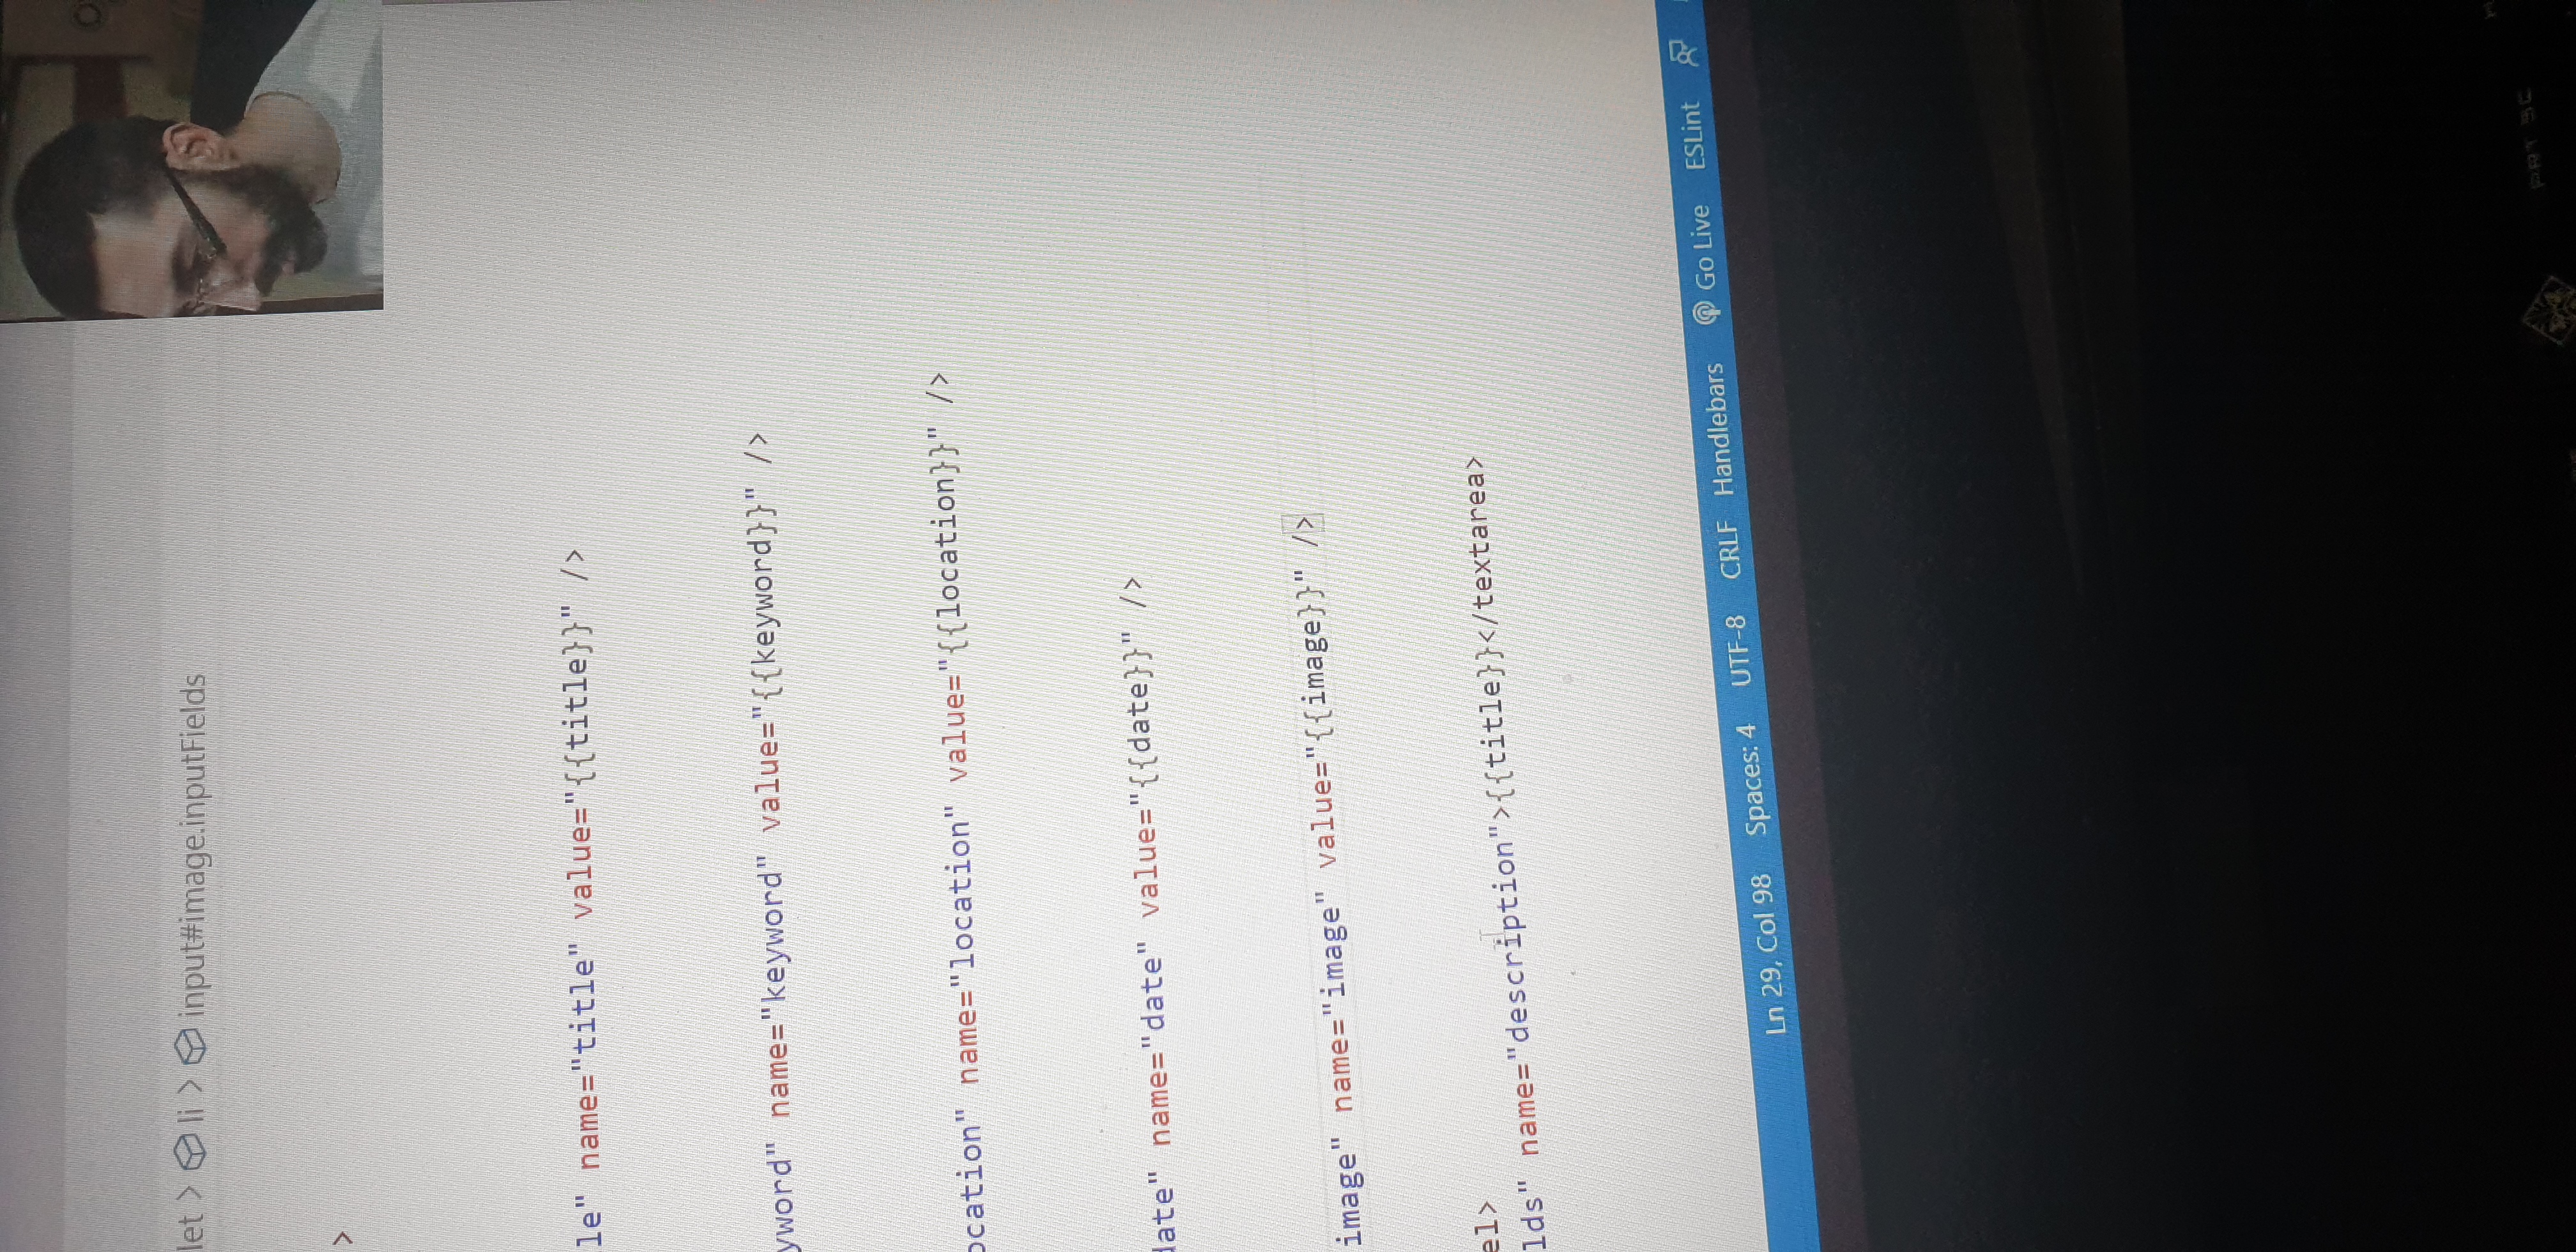 let > li > input#image.inputFields
>
le" name="title" value="{{title}}" />
yword" name="keyword" value="{{keyword}}" />
ocation" name="location" value="{{location}}" />
date" name="date" value="{{date}}" />
image" name="image" value="{{image}}" />
el>
lds" name="description">{{title}}</textarea>
Ln 29, Col 98 Spaces: 4 UTF-8 CRLF Handlebars Go Live ESLint
PRT SC